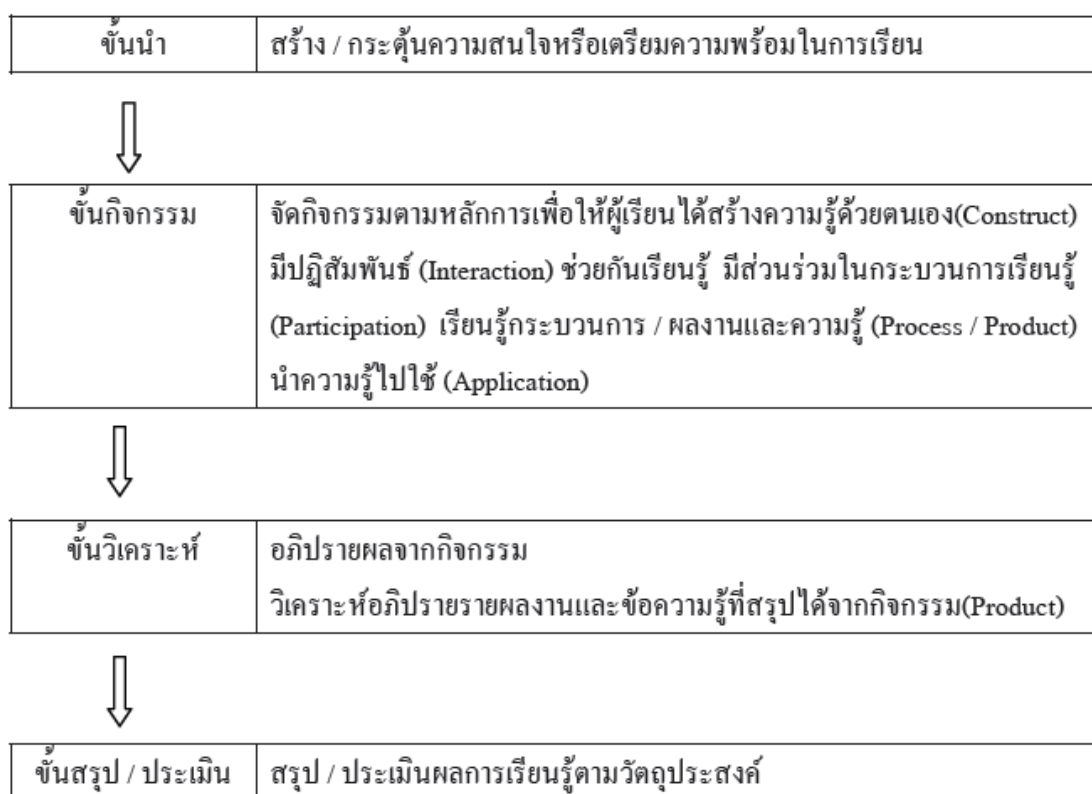 ขั้นนำ สร้าง / กระตุ้นความสนใจหรือเตรียมความพร้อมในการเรียน
ขั้นกิจกรรม จัดกิจกรรมตามหลักการเพื่อให้ผู้เรียนได้สร้างความรู้ด้วยตนเอง(Construct)
มีปฏิสัมพันธ์ (Interaction) ช่วยกันเรียนรู้ มีส่วนร่วมในกระบวนการเรียนรู้
(Participation) เรียนรู้กระบวนการ / ผลงานและความรู้ (Process / Product)
นำความรู้ไปใช้ (Application)
ขั้นวิเคราะห์ อภิปรายผลจากกิจกรรม
วิเคราะห์อภิปรายรายผลงานและข้อความรู้ที่สรุปได้จากกิจกรรม(Product)
ขั้นสรุป / ประเมิน สรุป / ประเมินผลการเรียนรู้ตามวัตถุประสงค์